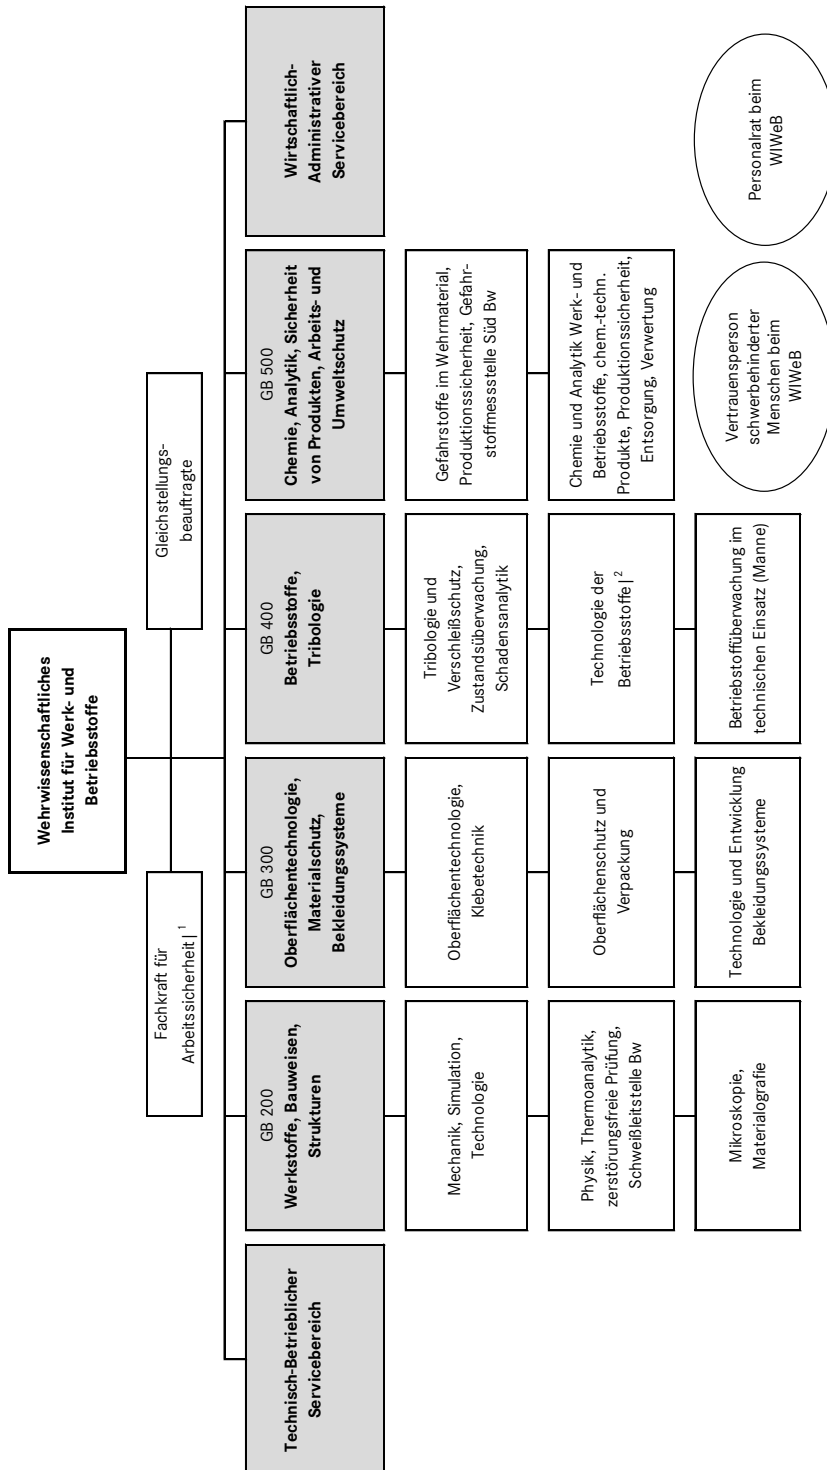 Wehrwissenschaftliches
Institut für Werk- und
Betriebsstoffe
Fachkraft für
Arbeitssicherheit|1
Gleichstellungs-
beauftragte
Technisch-Betrieblicher
Servicebereich
GB 200
Werkstoffe, Bauweisen,
Strukturen
Mechanik, Simulation,
Technologie
Physik, Thermoanalytik,
zerstörungsfreie Prüfung,
Schweißleitstelle Bw
Mikroskopie,
Materialografie
GB 300
Oberflächentechnologie,
Materialschutz,
Bekleidungssysteme
Oberflächentechnologie,
Klebetechnik
Oberflächenschutz und
Verpackung
Technologie und Entwicklung
Bekleidungssysteme
GB 400
Betriebsstoffe,
Tribologie
Tribologie und
Verschleißschutz,
Zustandsüberwachung,
Schadensanalytik
Technologie der
Betriebsstoffe|2
Betriebstoffüberwachung im
technischen Einsatz (Manne)
GB 500
Chemie, Analytik, Sicherheit
von Produkten, Arbeits- und
Umweltschutz
Gefahrstoffe im Wehrmaterial,
Produktionssicherheit, Gefahr-
stoffmessstelle Süd Bw
Chemie und Analytik Werk- und
Betriebsstoffe, chem.-techn.
Produkte, Produktionssicherheit,
Entsorgung, Verwertung
Vertrauensperson
schwerbehinderter
Menschen beim
WIWeB
Wirtschaftlich-
Administrativer
Servicebereich
Personalrat beim
WIWeB